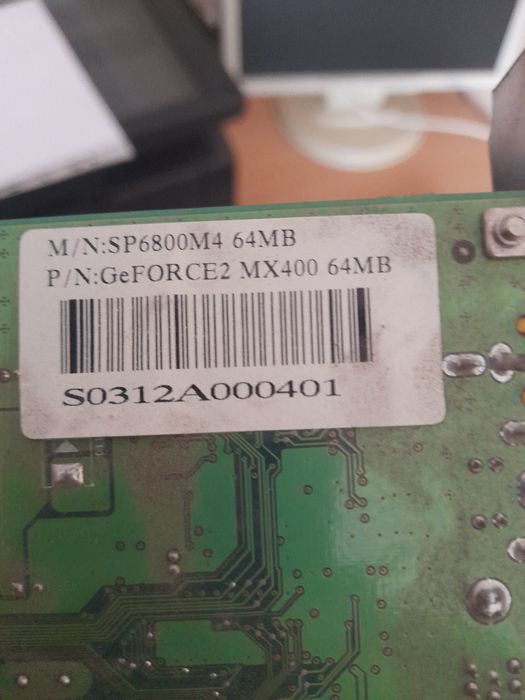 M/N:SP6800M4 64MB
P/N:GeFORCE2 MX400 64MB
S0312A000401